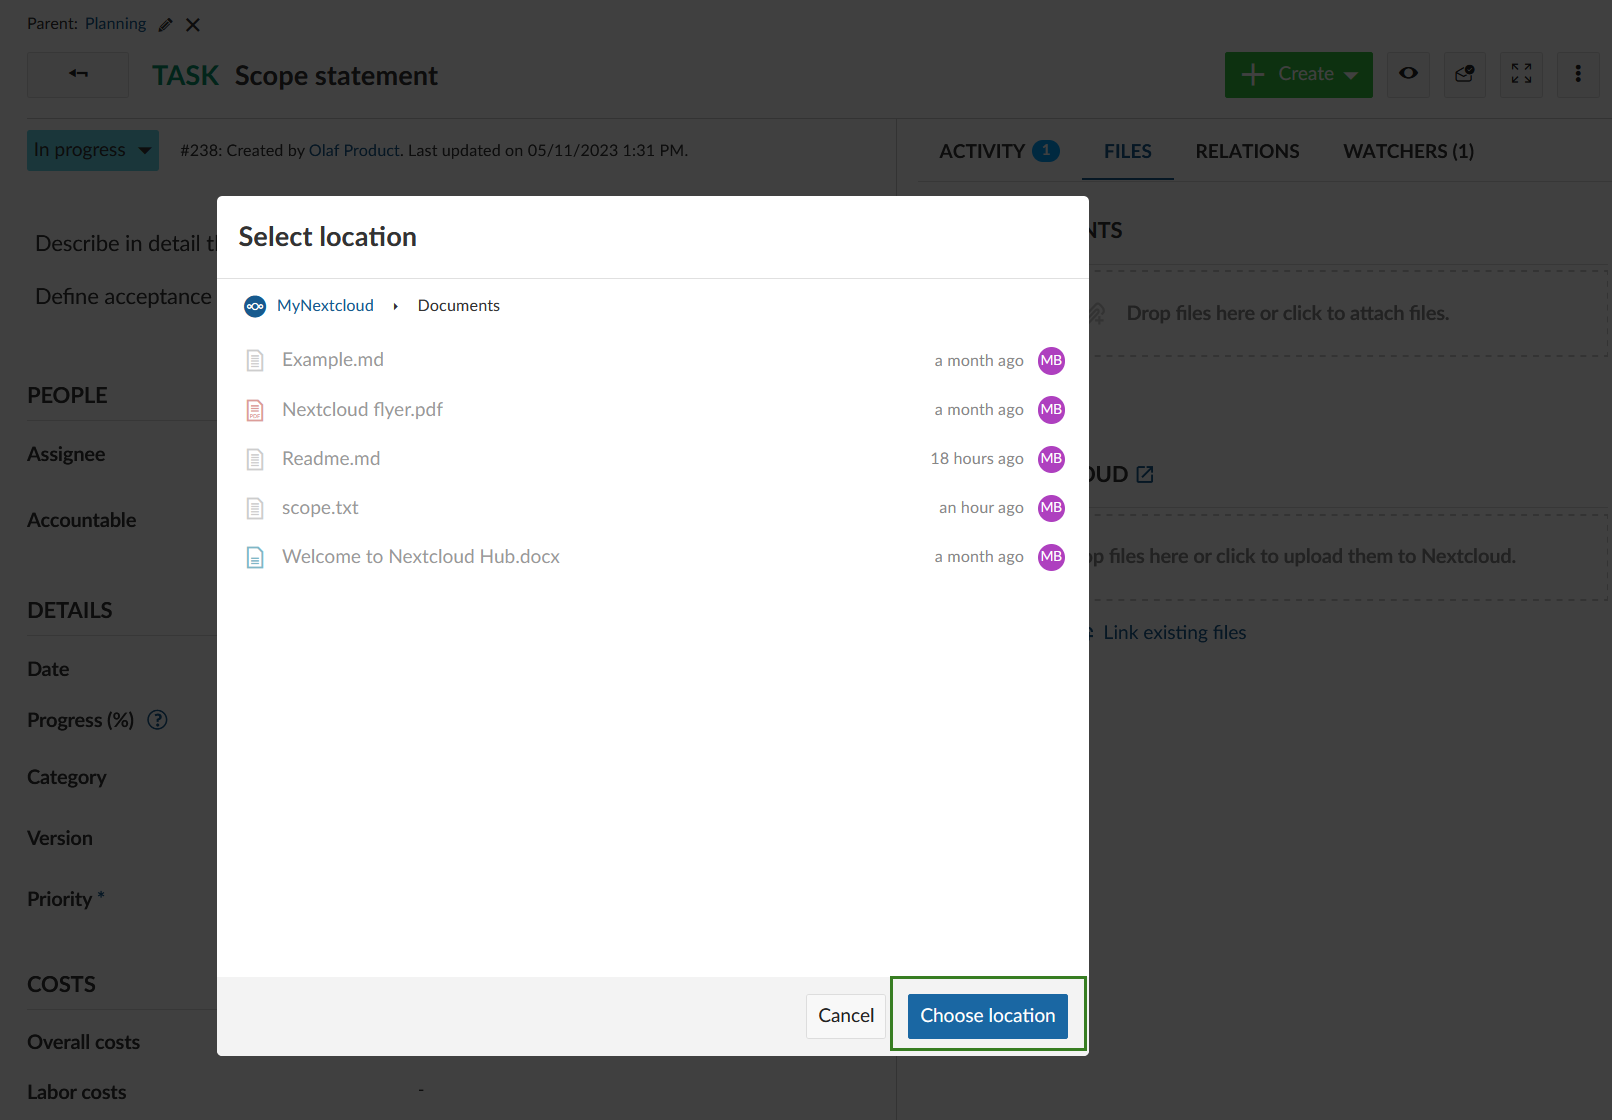 Parent: Planning
TASK Scope statement
Create
In progress
#238: Created by Olaf Product. Last updated on 05/11/2023 1:31 PM.
ACTIVITY 1 FILES RELATIONS WATCHERS (1)
Describe in detail t
Define acceptance
PEOPLE
Assignee
Accountable
DETAILS
Date
Progress (%) ?
Category
Version
Priority *
COSTS
Overall costs
Labor costs -
Select location
MyNextcloud Documents
Example.md a month ago MB
PDF Nextcloud flyer.pdf a month ago MB
Readme.md 18 hours ago MB
scope.txt an hour ago MB
Welcome to Nextcloud Hub.docx a month ago MB
Cancel Choose location
NTS
Drop files here or click to attach files.
OUD
op files here or click to upload them to Nextcloud.
Link existing files